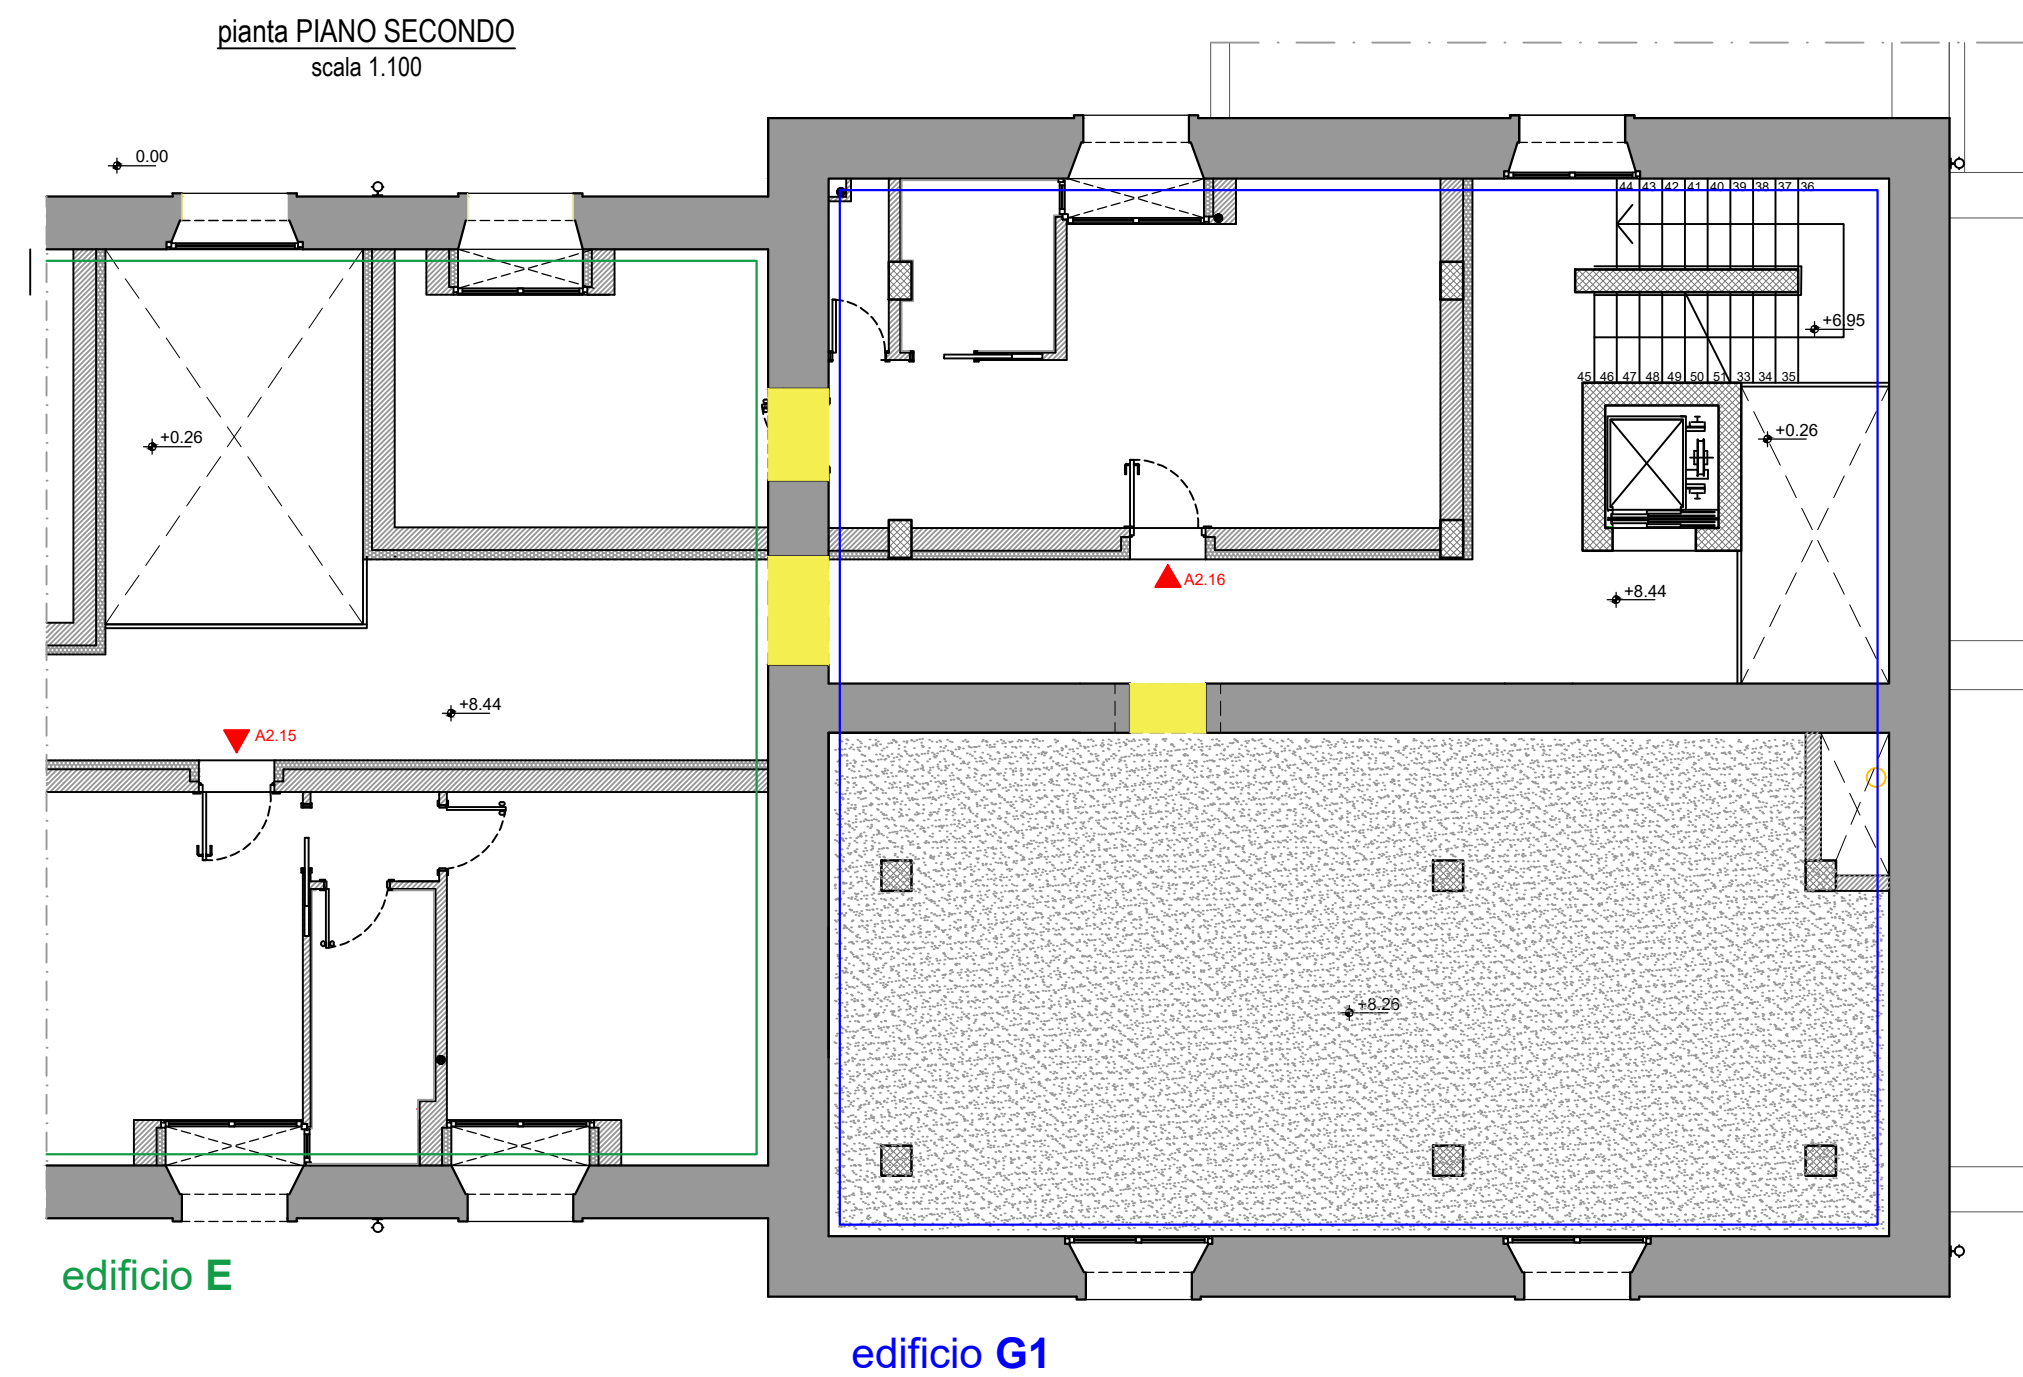 pianta PIANO SECONDO
scala 1.100
0.00
44 43 42 41 40 39 38 37 36
+6.95
45 46 47 48 49 50 51 33 34 35
+0.26
+0.26
A2.16
+8.44
+8.44
A2.15
+8.26
edificio E
edificio G1